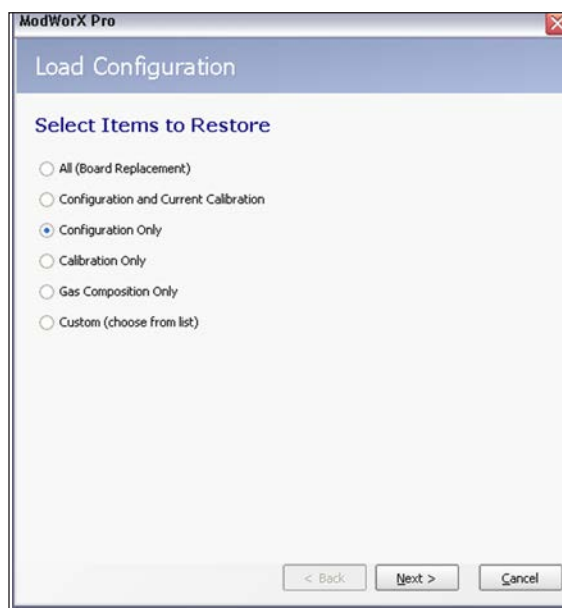 ModWorX Pro
Load Configuration
Select Items to Restore
All (Board Replacement)
Configuration and Current Calibration
Configuration Only
Calibration Only
Gas Composition Only
Custom (choose from list)
< Back Next > Cancel